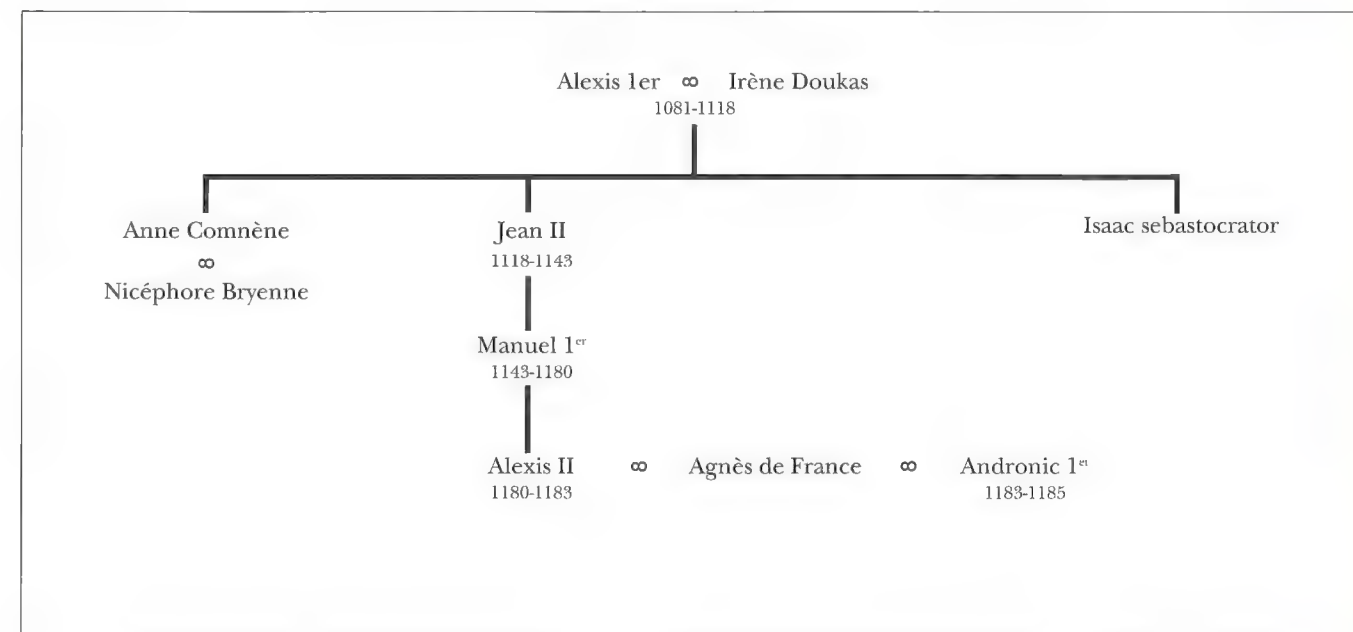 Alexis 1er ∞ Irène Doukas
1081-1118
Anne Comnène
∞
Nicéphore Bryenne
Jean II
1118-1143
Isaac sebastocrator
Manuel 1er
1143-1180
Alexis II ∞ Agnès de France ∞ Andronic 1er
1180-1183
1183-1185